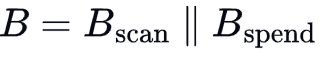 B = B_scan ∥ B_spend